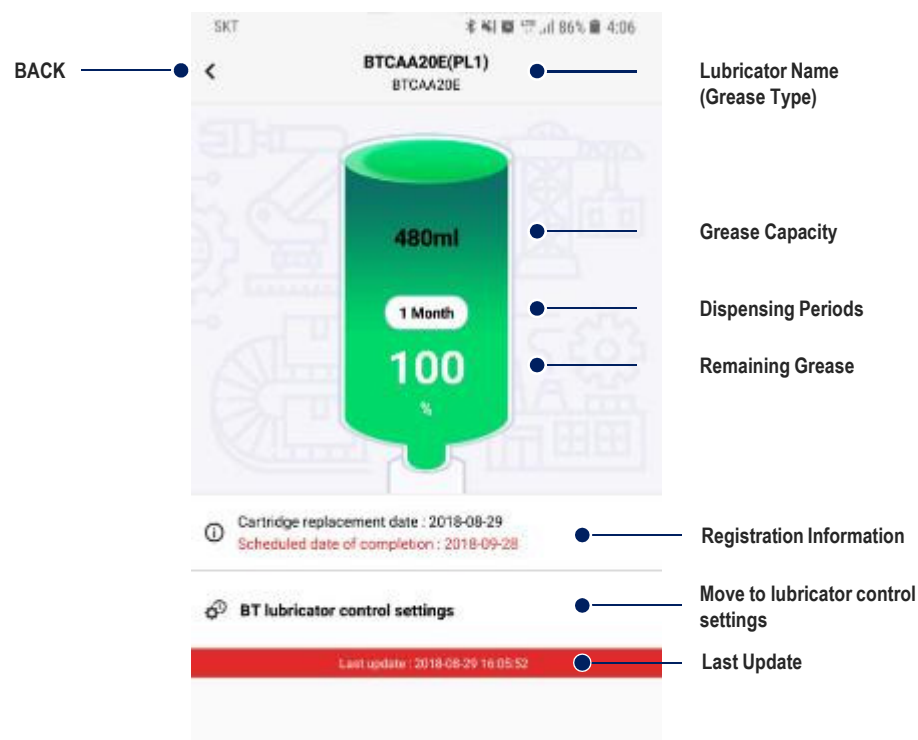 SKT
86% 4:06
BACK
BTCAA20E(PL1)
BTCAA20E
Lubricator Name
(Grease Type)
480ml
Grease Capacity
1 Month
Dispensing Periods
100
%
Remaining Grease
Cartridge replacement date : 2018-08-29
Scheduled date of completion : 2018-09-28
Registration Information
BT lubricator control settings
Move to lubricator control
settings
Last update : 2018-08-29 16:05:52
Last Update